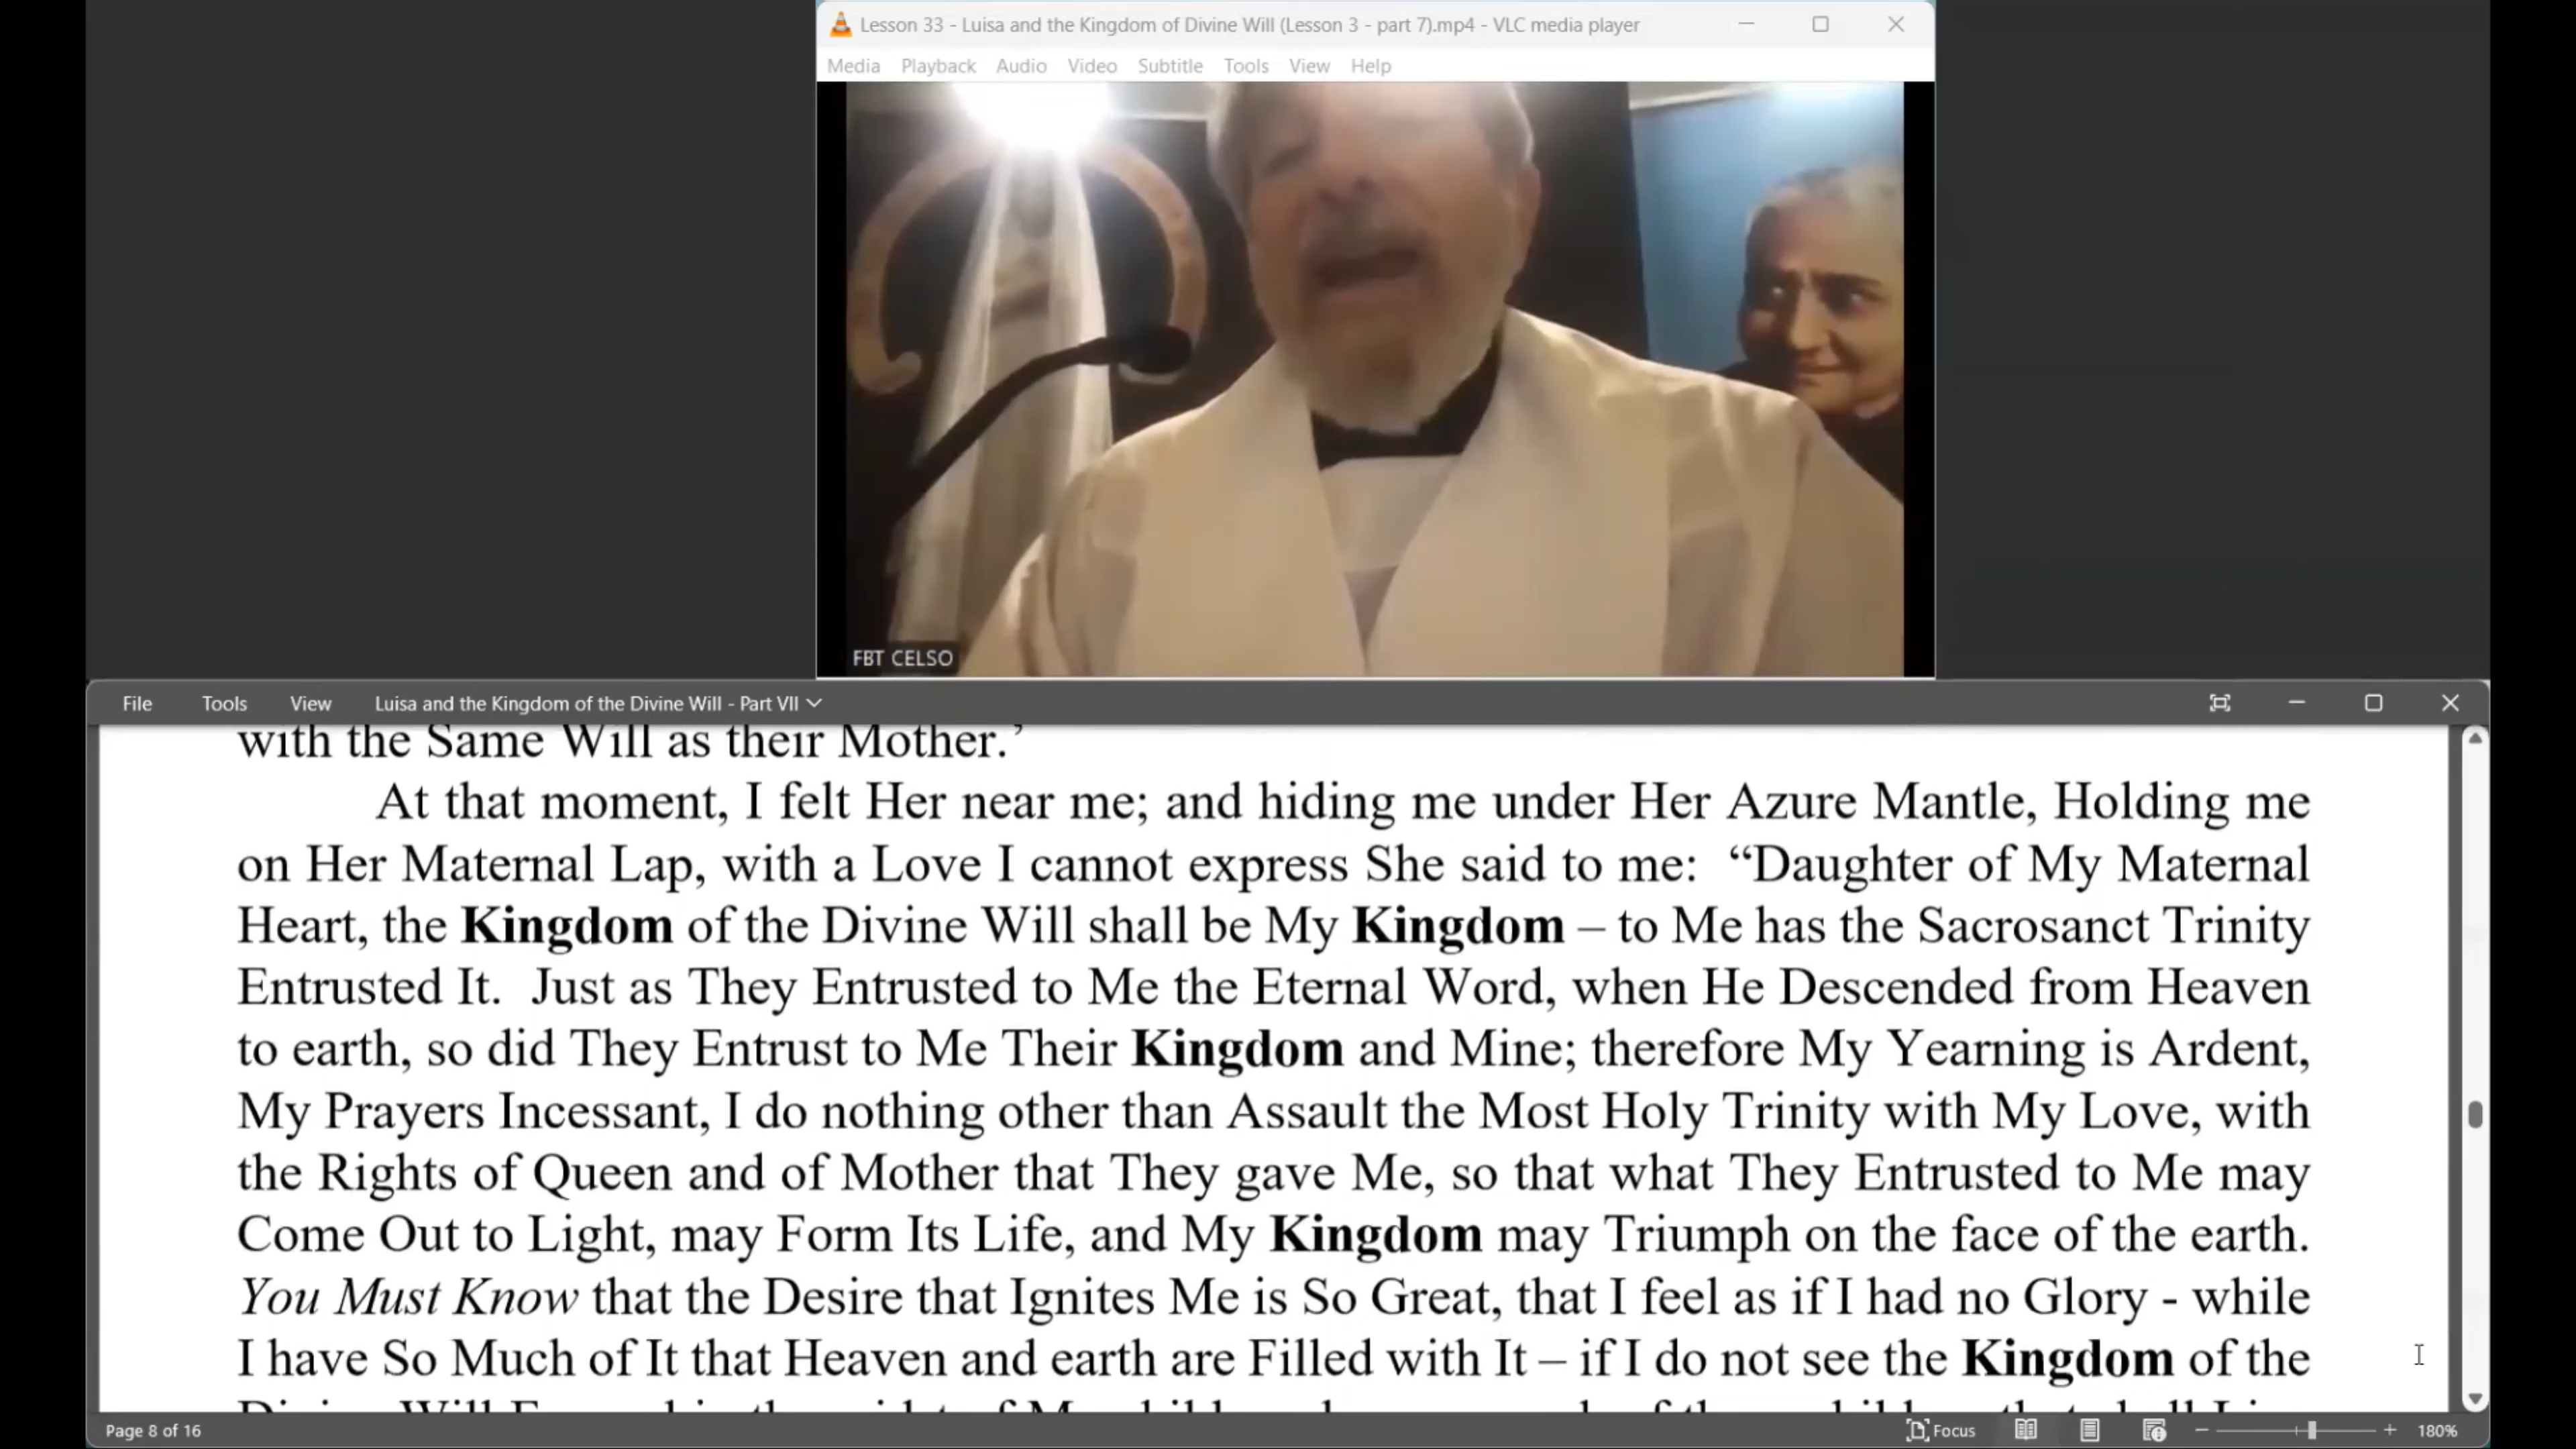 Lesson 33 - Luisa and the Kingdom of Divine Will (Lesson 3 - part 7).mp4 - VLC media player
Media Playback Audio Video Subtitle Tools View Help
FBT CELSO
File Tools View Luisa and the Kingdom of the Divine Will - Part VII
with the Same Will as their Mother.’
At that moment, I felt Her near me; and hiding me under Her Azure Mantle, Holding me
on Her Maternal Lap, with a Love I cannot express She said to me: “Daughter of My Maternal
Heart, the Kingdom of the Divine Will shall be My Kingdom – to Me has the Sacrosanct Trinity
Entrusted It. Just as They Entrusted to Me the Eternal Word, when He Descended from Heaven
to earth, so did They Entrust to Me Their Kingdom and Mine; therefore My Yearning is Ardent,
My Prayers Incessant, I do nothing other than Assault the Most Holy Trinity with My Love, with
the Rights of Queen and of Mother that They gave Me, so that what They Entrusted to Me may
Come Out to Light, may Form Its Life, and My Kingdom may Triumph on the face of the earth.
You Must Know that the Desire that Ignites Me is So Great, that I feel as if I had no Glory - while
I have So Much of It that Heaven and earth are Filled with It – if I do not see the Kingdom of the
Page 8 of 16 Focus 180%